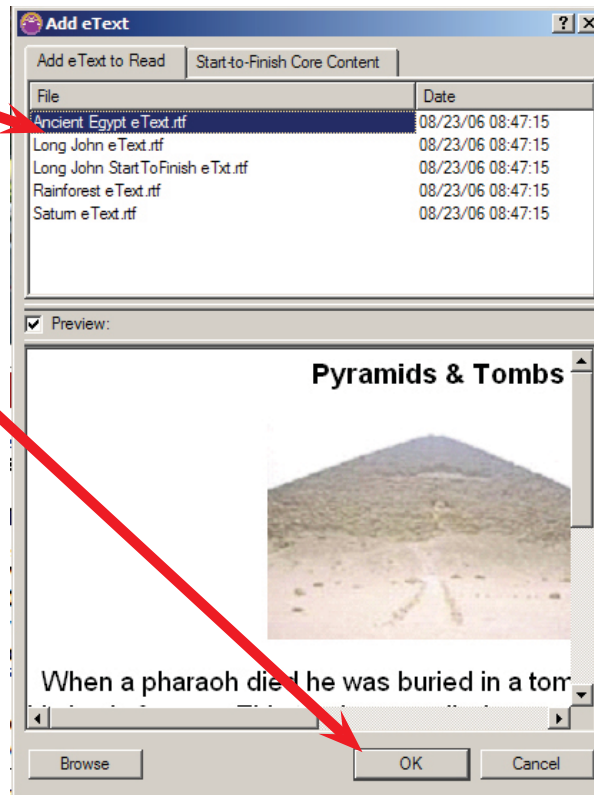 Add eText
Add eText to Read Start-to-Finish Core Content
File Date
Ancient Egypt eText.rtf 08/23/06 08:47:15
Long John eText.rtf 08/23/06 08:47:15
Long John StartToFinish eTxt.rtf 08/23/06 08:47:15
Rainforest eText.rtf 08/23/06 08:47:15
Saturn eText.rtf 08/23/06 08:47:15
Preview:
Pyramids & Tombs
When a pharaoh died he was buried in a tom
Browse OK Cancel